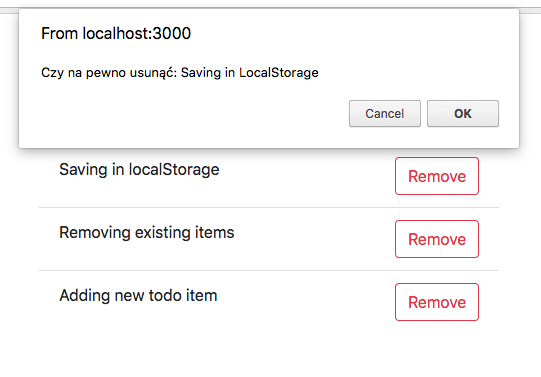 From localhost:3000
Czy na pewno usunąć: Saving in LocalStorage
Cancel OK
Saving in localStorage Remove
Removing existing items Remove
Adding new todo item Remove